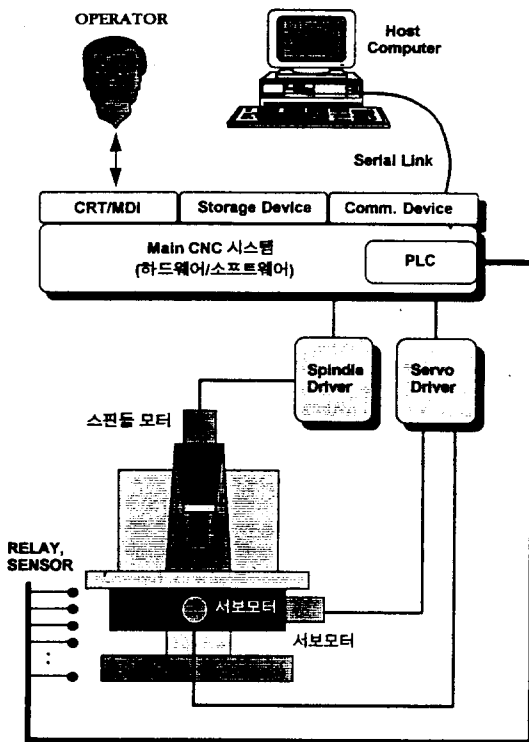 OPERATOR
Host
Computer
Serial Link
CRT/MDI
Storage Device
Comm. Device
Main CNC 시스템
(하드웨어/소프트웨어)
PLC
Spindle
Driver
Servo
Driver
스핀들 모터
RELAY,
SENSOR
서보모터
서보모터